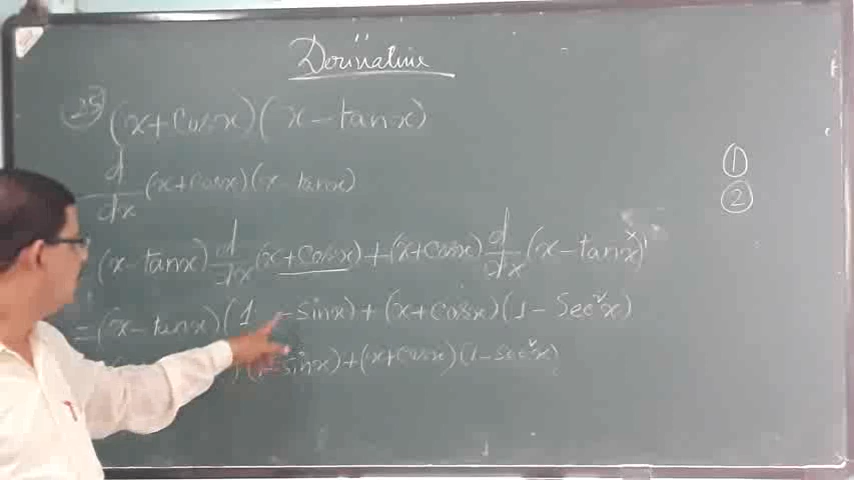 Derivative
25 (x+cosx)(x-tanx)
d/dx (x+cosx)(x-tanx)
(x-tanx) d/dx (x+cosx)+(x+cosx) d/dx (x-tanx)
=(x-tanx)(1-sinx)+(x+cosx)(1-sec²x)
-sinx)+(x+cosx)(1-sec²x)
1
2